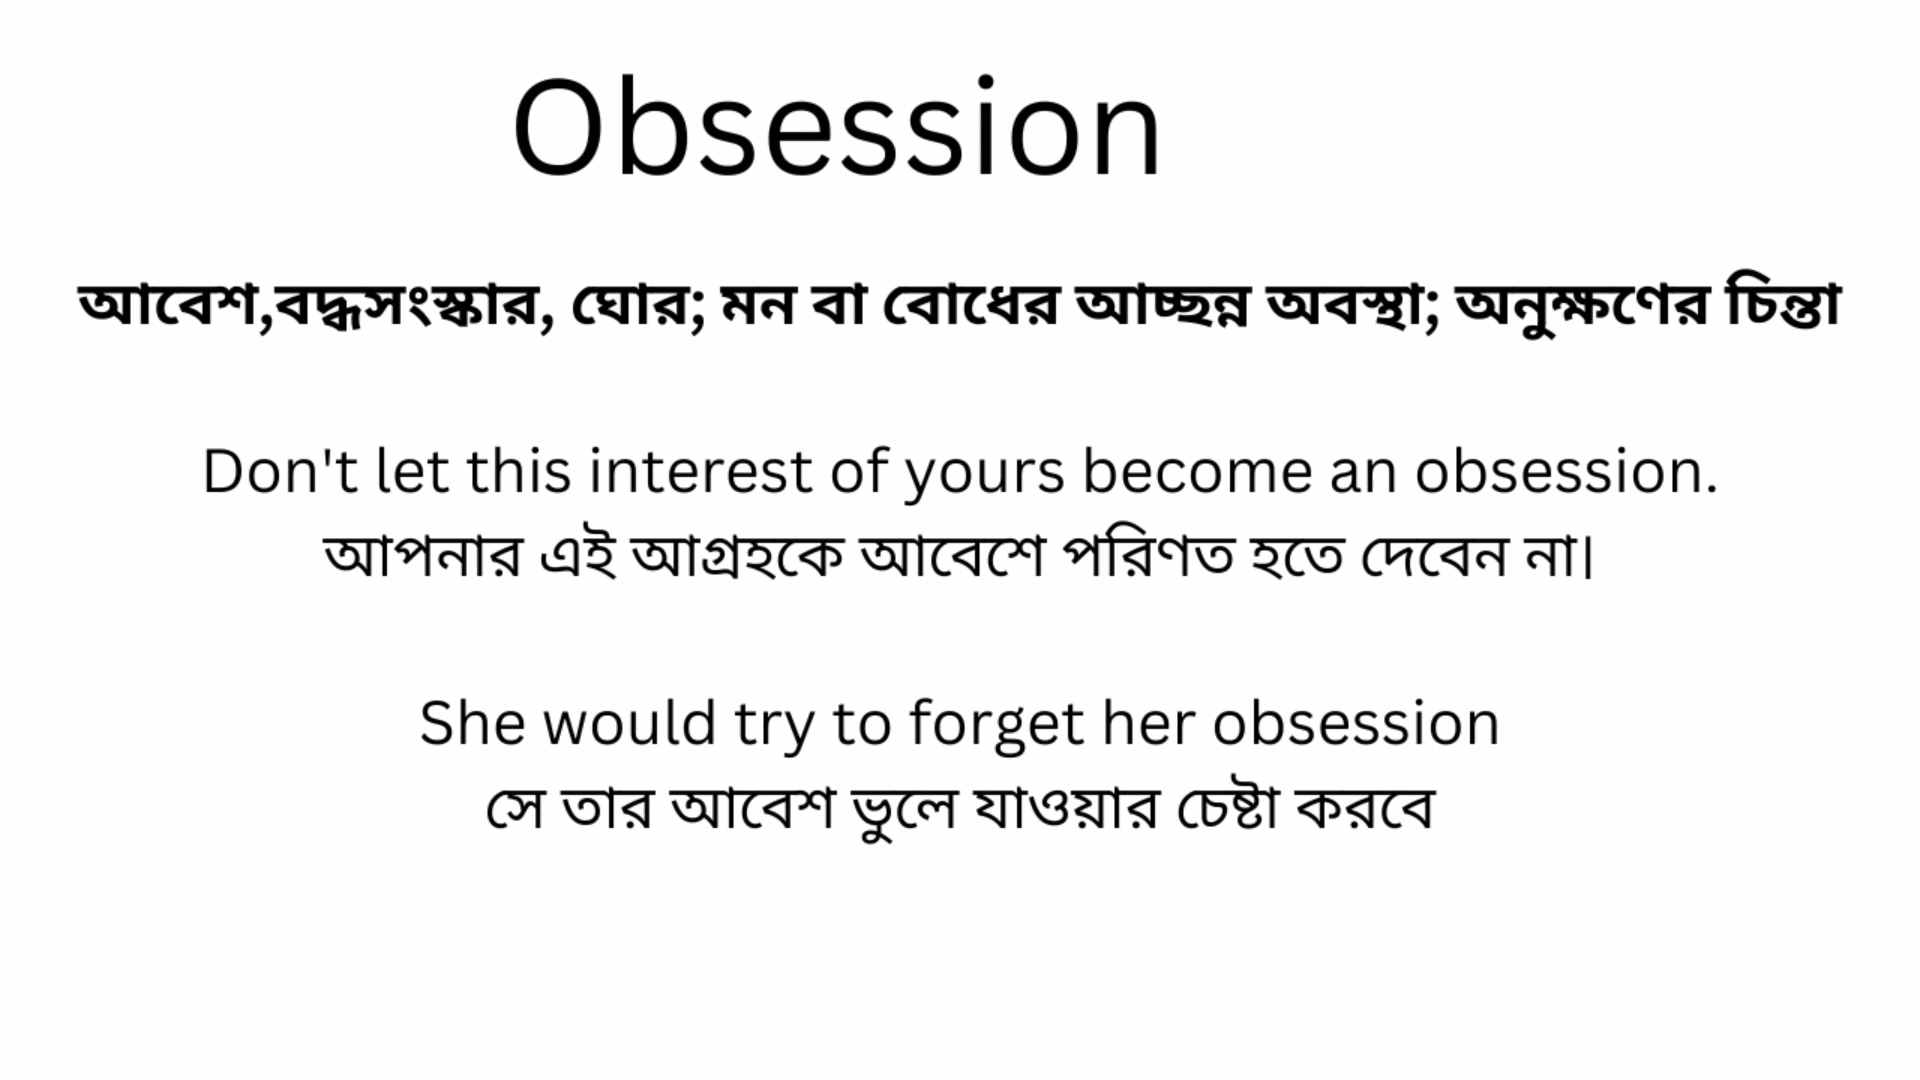 Obsession
আবেশ,বদ্ধসংস্কার, ঘোর; মন বা বোধের আচ্ছন্ন অবস্থা; অনুক্ষণের চিন্তা
Don't let this interest of yours become an obsession.
আপনার এই আগ্রহকে আবেশে পরিণত হতে দেবেন না।
She would try to forget her obsession
সে তার আবেশ ভুলে যাওয়ার চেষ্টা করবে